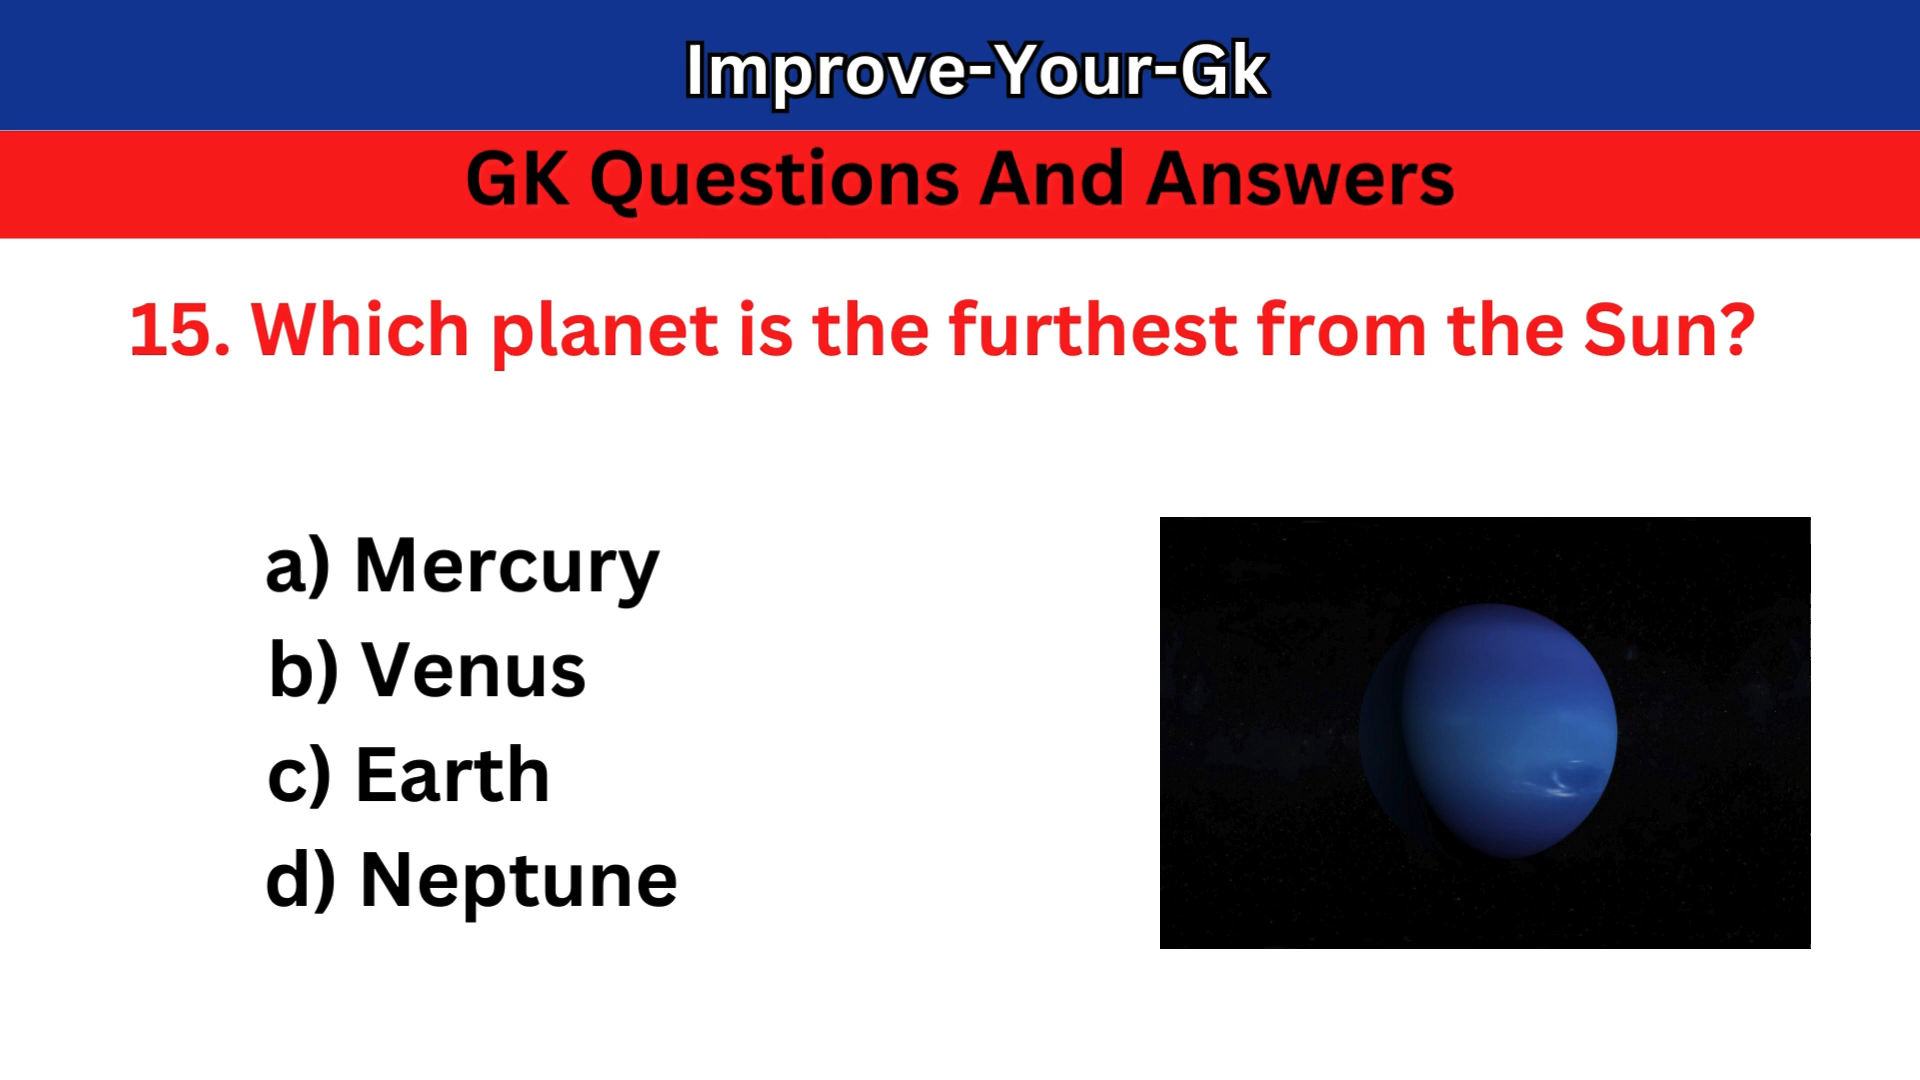 Improve-Your-Gk
GK Questions And Answers
15. Which planet is the furthest from the Sun?
a) Mercury
b) Venus
c) Earth
d) Neptune